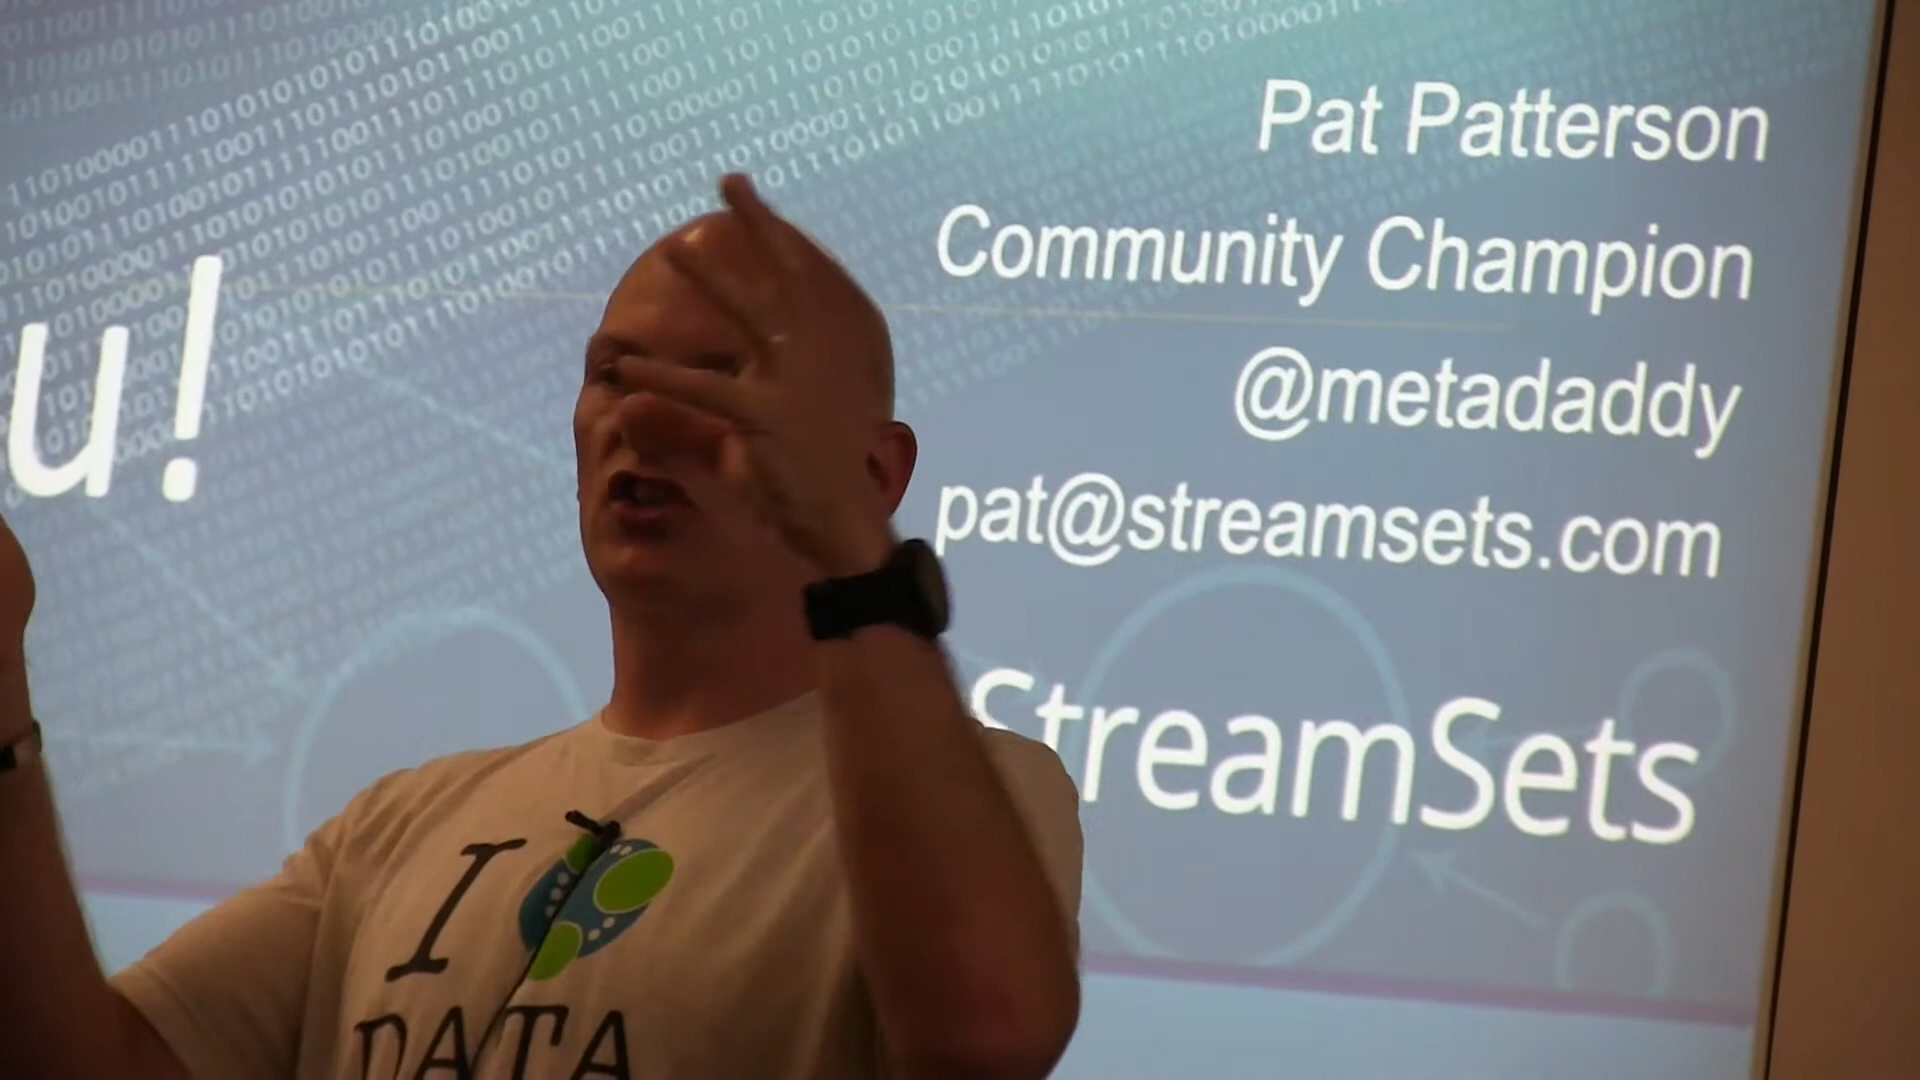 u!
Pat Patterson
Community Champion
@metadaddy
pat@streamsets.com
StreamSets
I
DATA